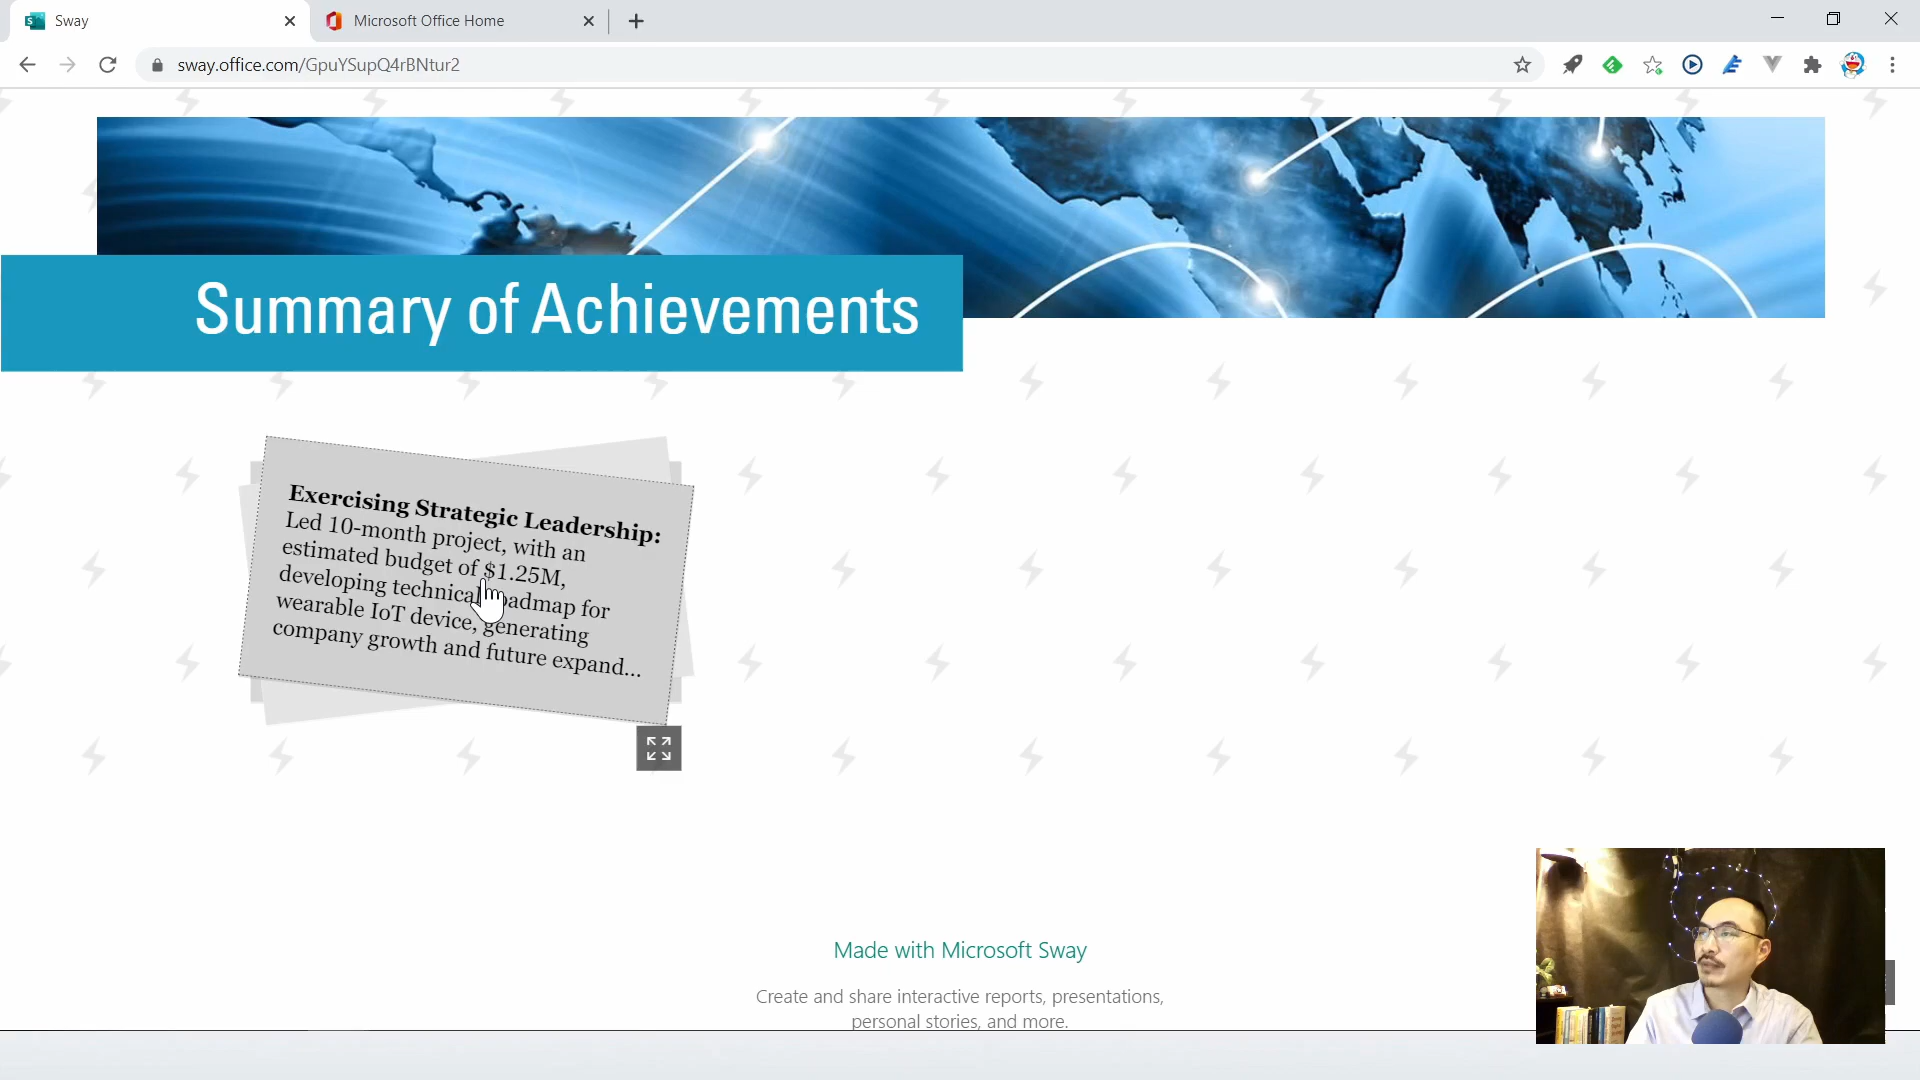 Sway
Microsoft Office Home
sway.office.com/GpuYSupQ4rBNtur2
Summary of Achievements
Exercising Strategic Leadership:
Led 10-month project, with an
estimated budget of $1.25M,
developing technical roadmap for
wearable IoT device, generating
company growth and future expand...
Made with Microsoft Sway
Create and share interactive reports, presentations,
personal stories, and more.